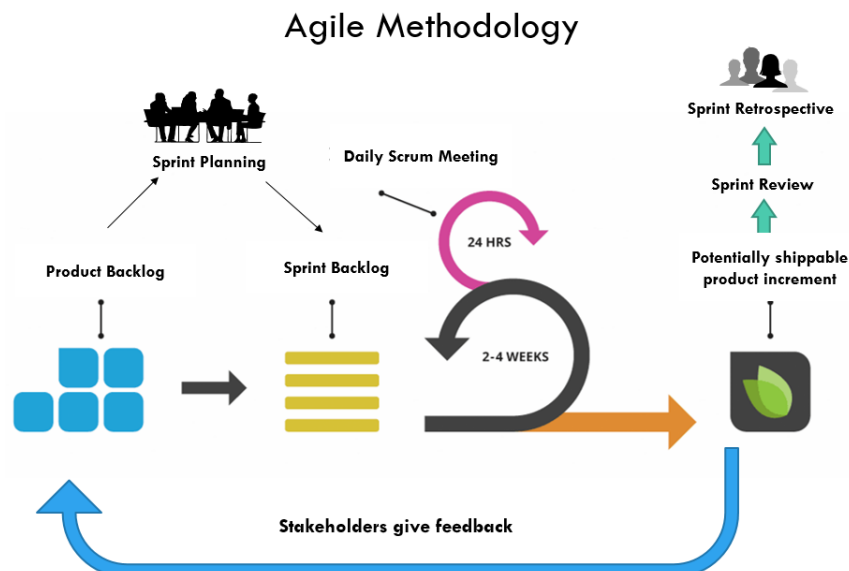 Agile Methodology
Sprint Planning
Daily Scrum Meeting
Sprint Retrospective
Sprint Review
24 HRS
Product Backlog
Sprint Backlog
Potentially shippable
product increment
2-4 WEEKS
Stakeholders give feedback